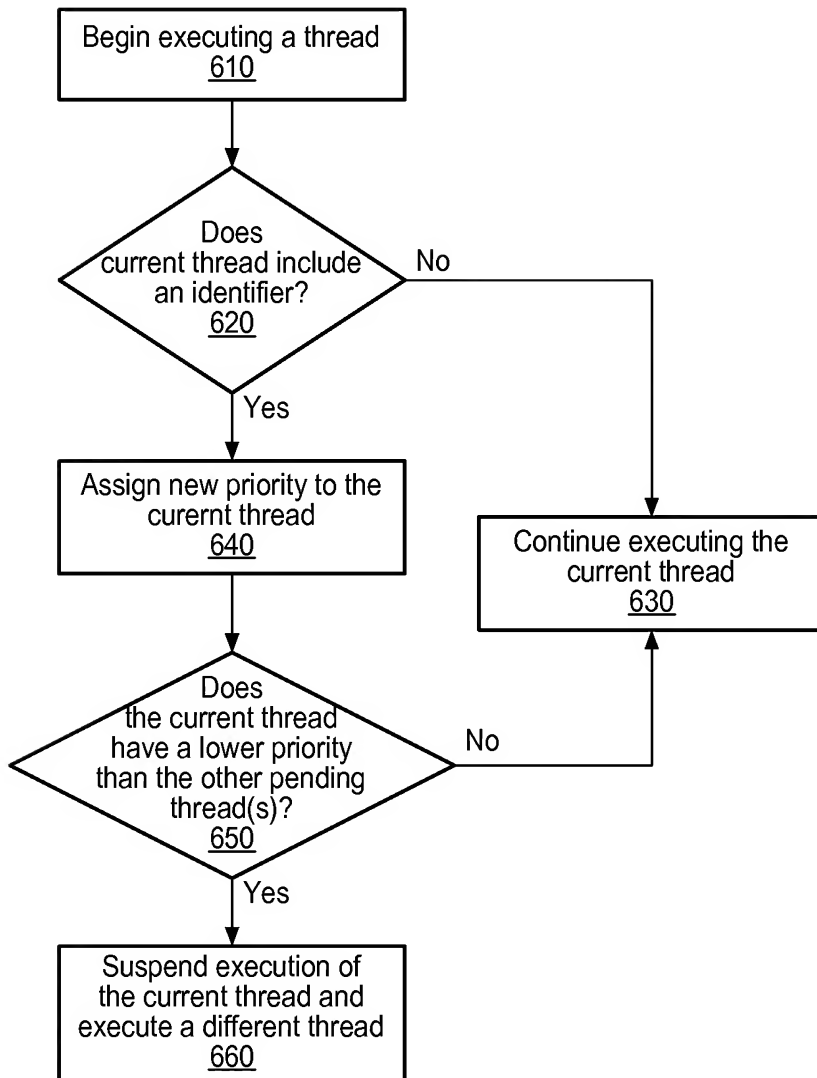 Begin executing a thread
610
Does
current thread include
an identifier?
620
No
Yes
Assign new priority to the
curernt thread
640
Continue executing the
current thread
630
Does
the current thread
have a lower priority
than the other pending
thread(s)?
650
No
Yes
Suspend execution of
the current thread and
execute a different thread
660